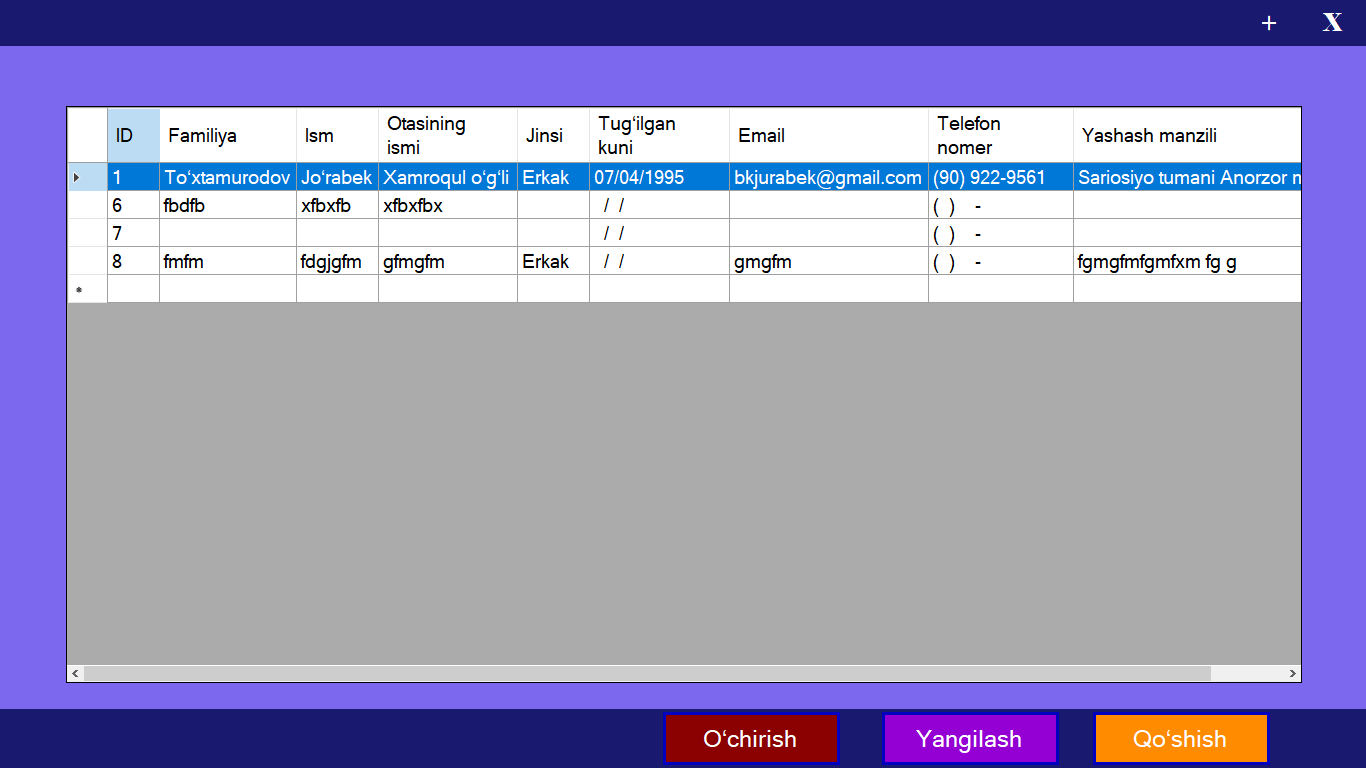 + X
ID Familiya Ism Otasining ismi Jinsi Tug‘ilgan kuni Email Telefon nomer Yashash manzili
1 To‘xtamurodov Jo‘rabek Xamroqul o‘g‘li Erkak 07/04/1995 bkjurabek@gmail.com (90) 922-9561 Sariosiyo tumani Anorzor
6 fbdfb xfbxfb xfbxfbx / / ( ) -
7 / / ( ) -
8 fmfm fdgjgfm gfmgfm Erkak / / gmgfm ( ) - fgmgfmfgmfxm fg g
O‘chirish Yangilash Qo‘shish